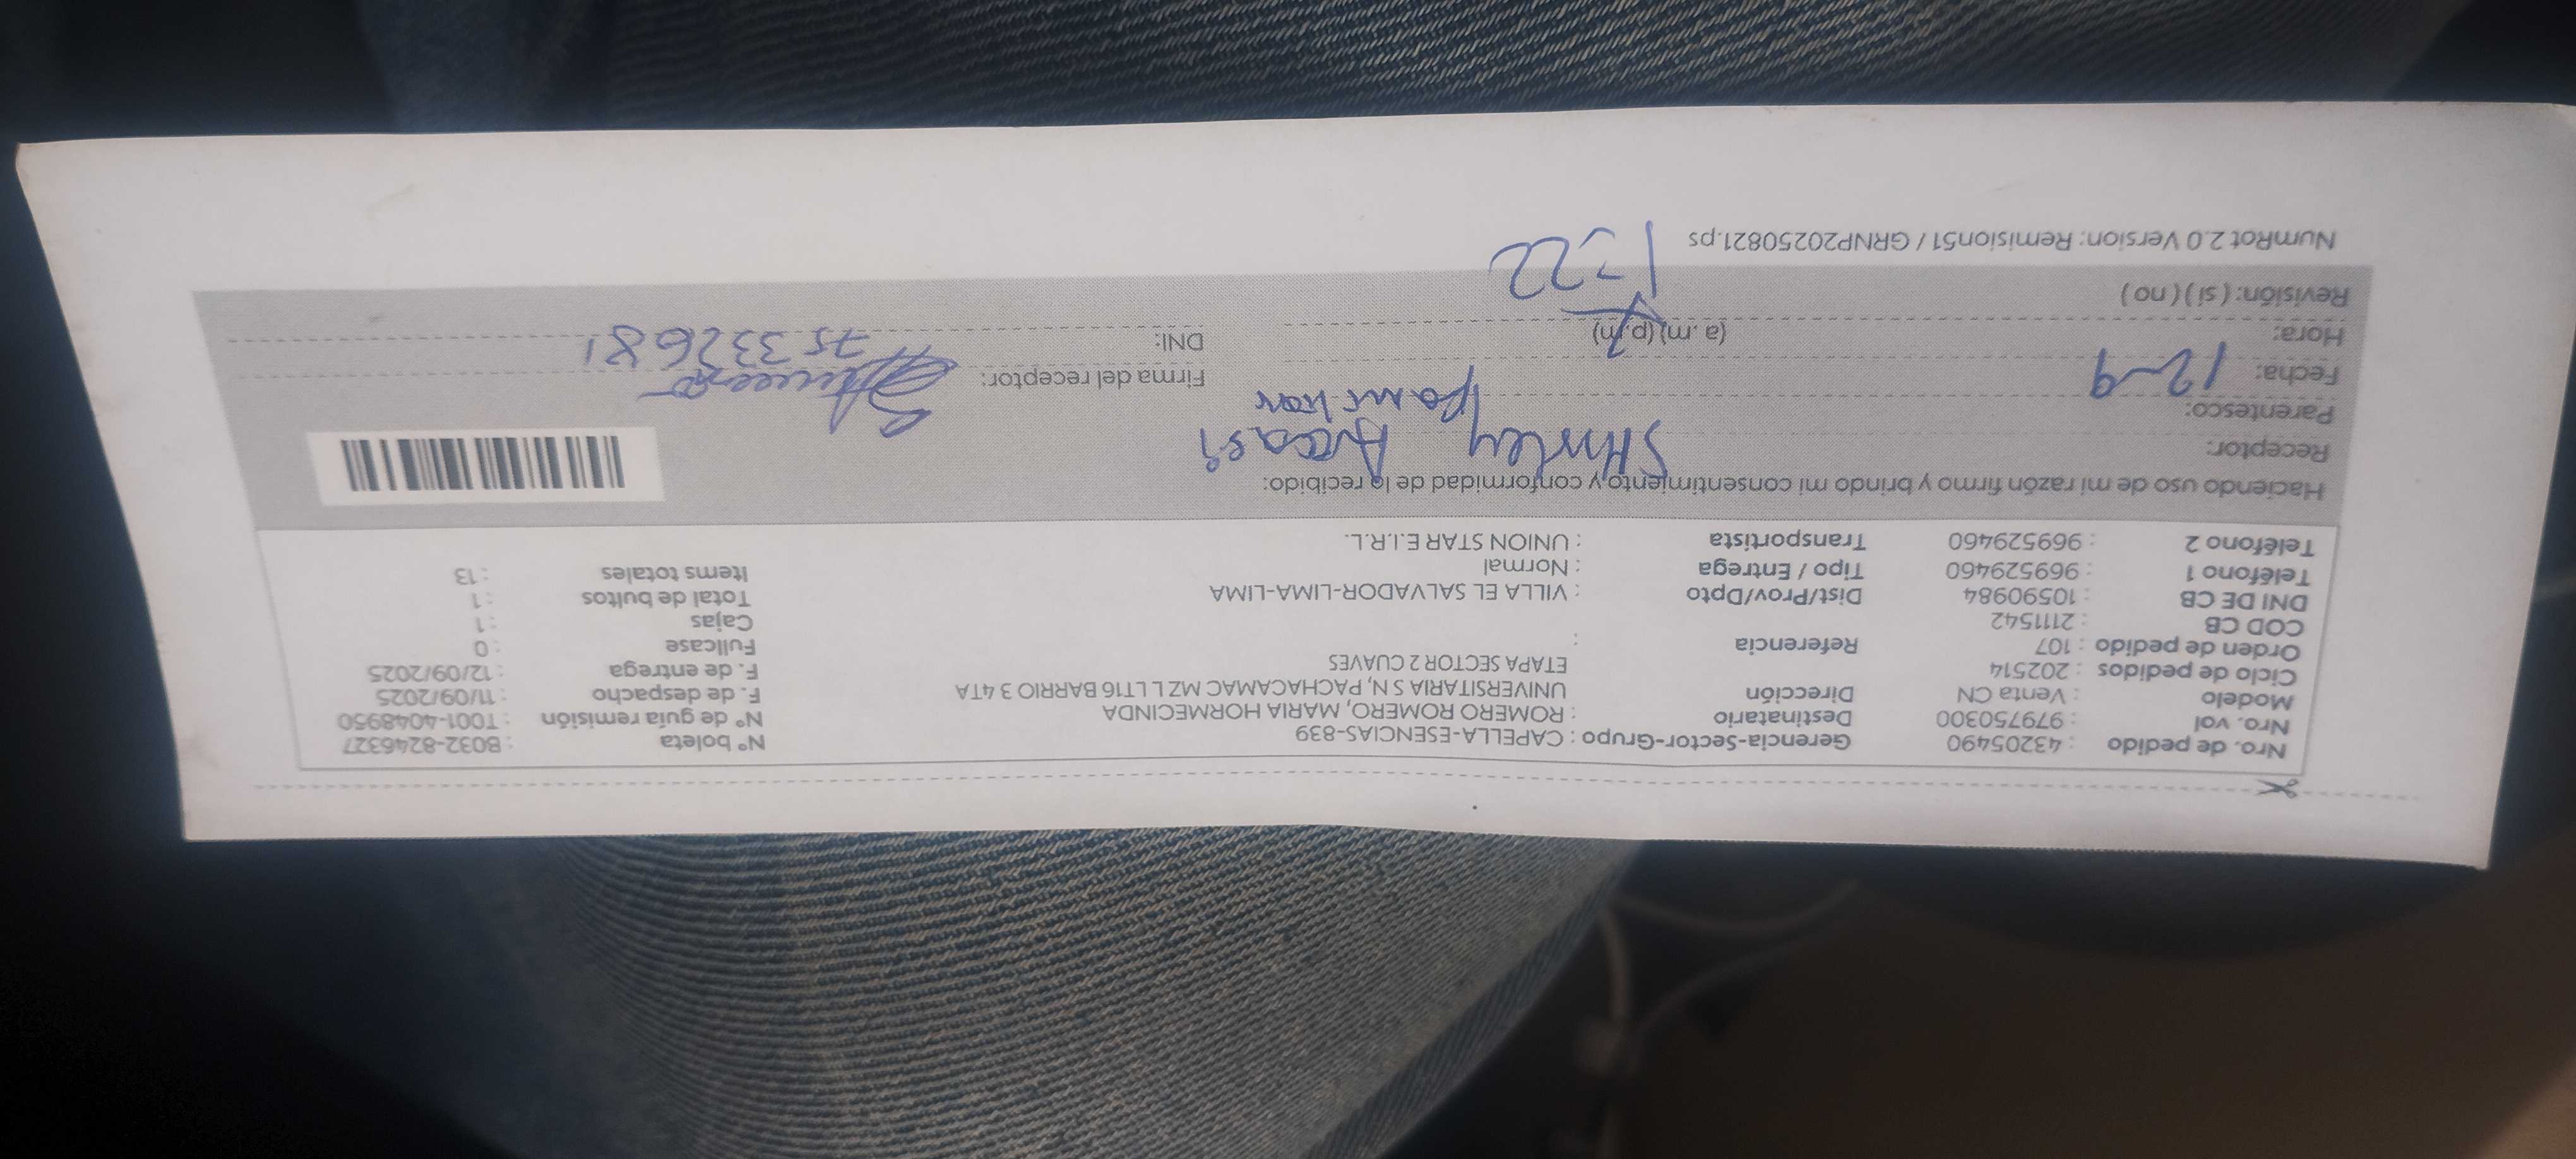 Nro. de pedido : 43205490 Gerencia-Sector-Grupo : CAPELLA-ESENCIAS-839 N° boleta : B032-8246327
Nro. vol : 979750300 Destinatario : ROMERO ROMERO, MARIA HORMECINDA N° de guía remisión : T001-4048950
Modelo : Venta CN Dirección UNIVERSITARIA S N, PACHACAMAC MZ L LT16 BARRIO 3 4TA F. de despacho : 11/09/2025
Ciclo de pedidos : 202514 ETAPA SECTOR 2 CUAVES F. de entrega : 12/09/2025
Orden de pedido : 107 Referencia : Fullcase : 0
COD CB : 2111542 Cajas : 1
DNI DE CB : 10590984 Dist/Prov/Dpto : VILLA EL SALVADOR-LIMA-LIMA Total de bultos : 1
Teléfono 1 : 969529460 Tipo / Entrega : Normal Items totales : 13
Teléfono 2 : 969529460 Transportista : UNION STAR E.I.R.L.
Haciendo uso de mi razón firmo y brindo mi consentimiento y conformidad de lo recibido:
Receptor: SHirley
Parentesco:
Fecha: 12-9 Firma del receptor:
Hora: (a.m) (p.m) DNI: 75332681
Revisión: ( si ) ( no ) 1:22
NumRot 2.0 Version: Remision51 / GRNP20250821.ps